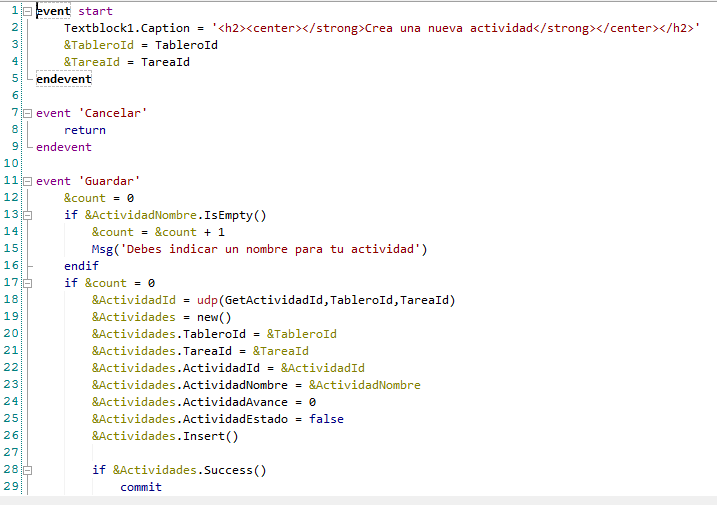 1 event start
2 Textblock1.Caption = '<h2><center></strong>Crea una nueva actividad</strong></center></h2>'
3 &TableroId = TableroId
4 &TareaId = TareaId
5 endevent
6
7 event 'Cancelar'
8 return
9 endevent
10
11 event 'Guardar'
12 &count = 0
13 if &ActividadNombre.IsEmpty()
14 &count = &count + 1
15 Msg('Debes indicar un nombre para tu actividad')
16 endif
17 if &count = 0
18 &ActividadId = udp(GetActividadId,TableroId,TareaId)
19 &Actividades = new()
20 &Actividades.TableroId = &TableroId
21 &Actividades.TareaId = &TareaId
22 &Actividades.ActividadId = &ActividadId
23 &Actividades.ActividadNombre = &ActividadNombre
24 &Actividades.ActividadAvance = 0
25 &Actividades.ActividadEstado = false
26 &Actividades.Insert()
27
28 if &Actividades.Success()
29 commit